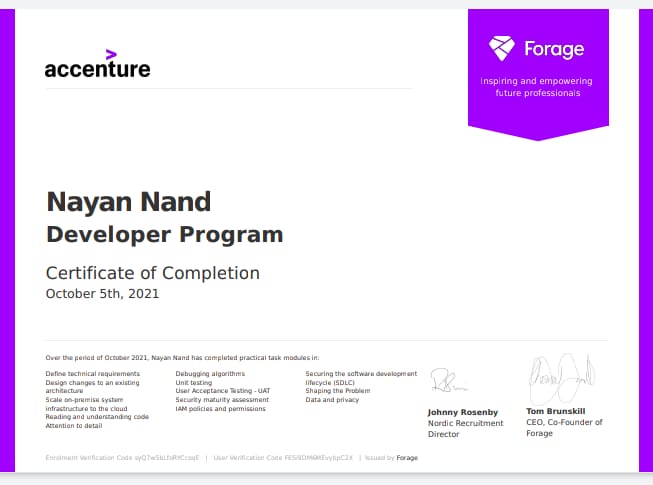 accenture
Forage
Inspiring and empowering
future professionals
Nayan Nand
Developer Program
Certificate of Completion
October 5th, 2021
Over the period of October 2021, Nayan Nand has completed practical task modules in:
Define technical requirements
Design changes to an existing
architecture
Scale on-premise system
infrastructure to the cloud
Reading and understanding code
Attention to detail
Debugging algorithms
Unit testing
User Acceptance Testing - UAT
Security maturity assessment
IAM policies and permissions
Securing the software development
lifecycle (SDLC)
Shaping the Problem
Data and privacy
Johnny Rosenby
Nordic Recruitment
Director
Tom Brunskill
CEO, Co-Founder of
Forage
Enrolment Verification Code | User Verification Code | Issued by Forage